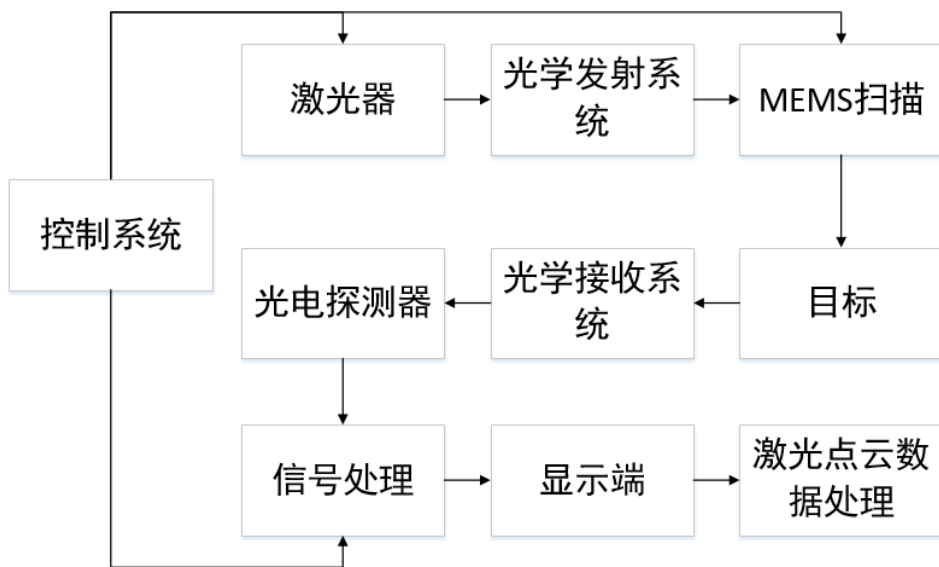 激光器
光学发射系
统
MEMS扫描
控制系统
光电探测器
光学接收系
统
目标
信号处理
显示端
激光点云数
据处理